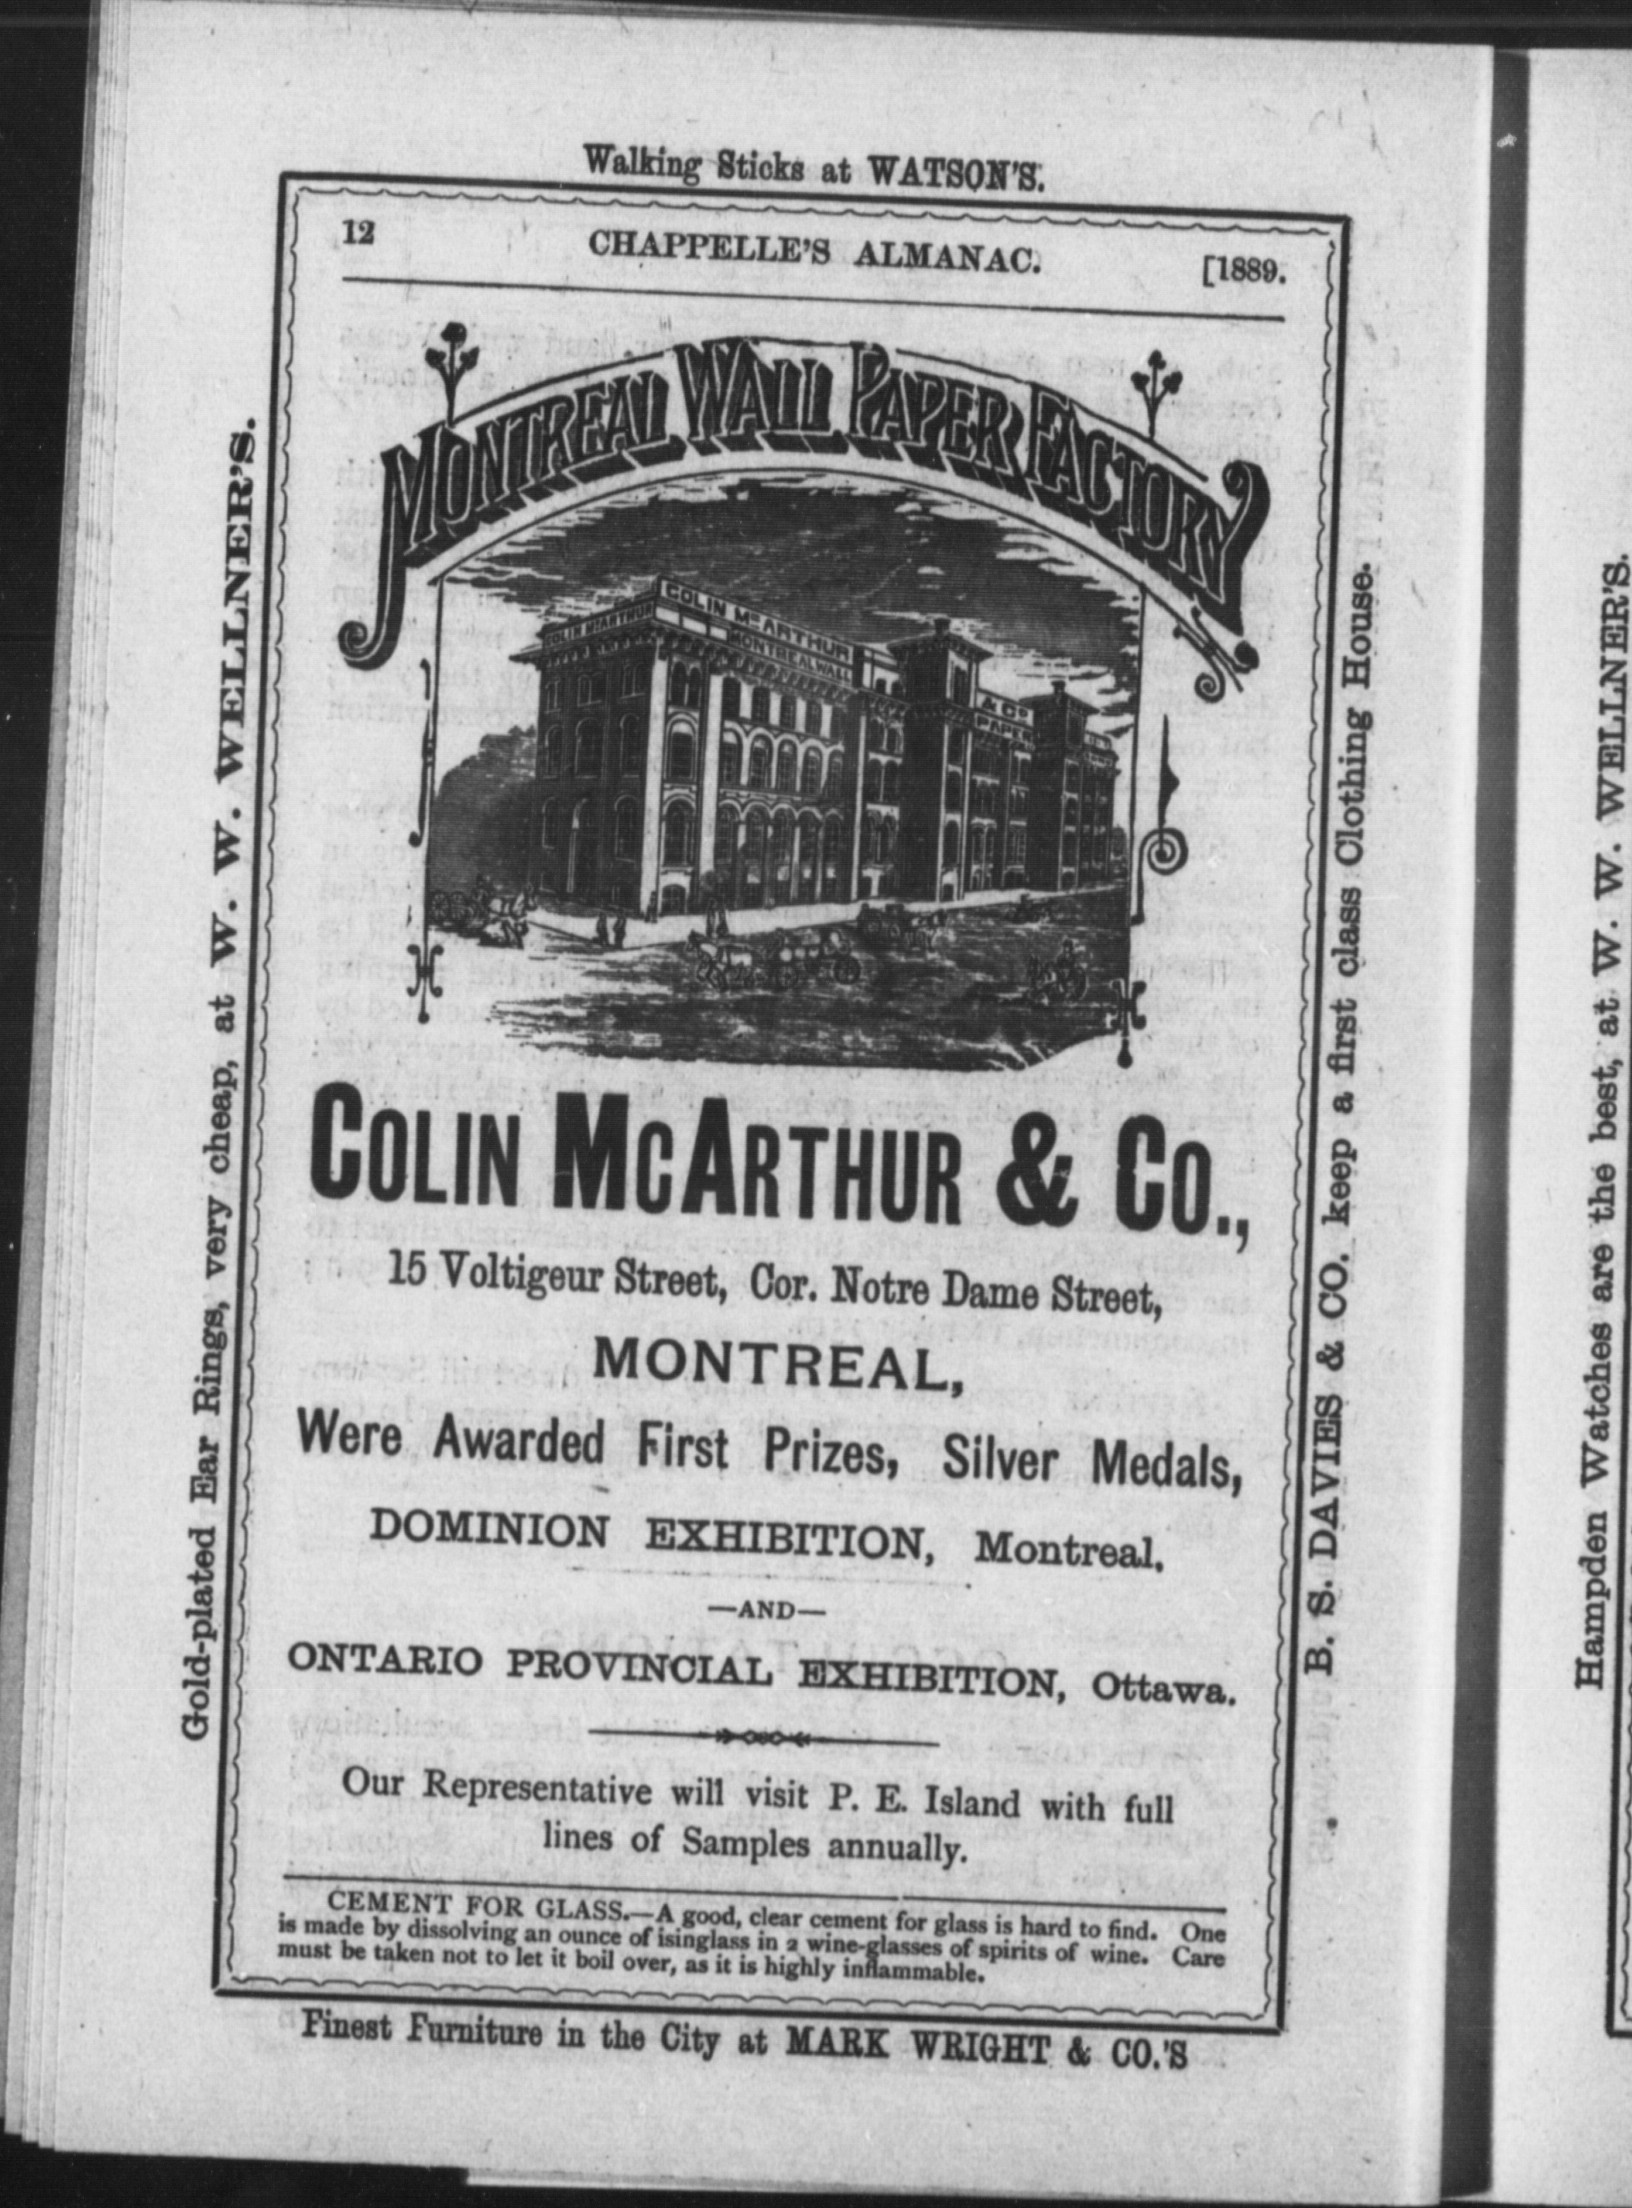 Walking Sticks at WATSON'S.
12 CHAPPELLE'S ALMANAC. [1889.
MONTREAL WALL PAPER FACTORY
COLIN McARTHUR
COLIN McARTHUR
MONTREAL WALL
& Co
PAPER
COLIN MCARTHUR & CO.,
15 Voltigeur Street, Cor. Notre Dame Street,
MONTREAL,
Were Awarded First Prizes, Silver Medals,
DOMINION EXHIBITION, Montreal.
—AND—
ONTARIO PROVINCIAL EXHIBITION, Ottawa.
Our Representative will visit P. E. Island with full
lines of Samples annually.
CEMENT FOR GLASS.—A good, clear cement for glass is hard to find. One
is made by dissolving an ounce of isinglass in 2 wine-glasses of spirits of wine. Care
must be taken not to let it boil over, as it is highly inflammable.
Finest Furniture in the City at MARK WRIGHT & CO.'S
Gold-plated Ear Rings, very cheap, at W. W. WELLNER'S.
B. S. DAVIES & CO. keep a first class Clothing House.
Hampden Watches are the best, at W. W. WELLNER'S.